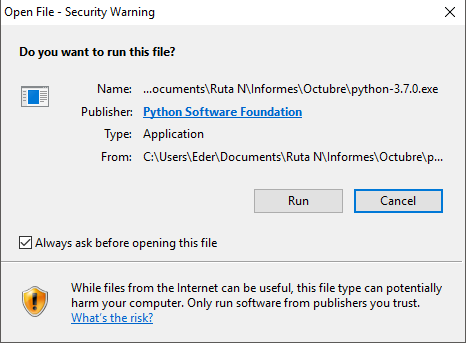 Open File - Security Warning
Do you want to run this file?
Name: ...ocuments\Ruta N\Informes\Octubre\python-3.7.0.exe
Publisher: Python Software Foundation
Type: Application
From: C:\Users\Eder\Documents\Ruta N\Informes\Octubre\p...
Run Cancel
Always ask before opening this file
While files from the Internet can be useful, this file type can potentially
harm your computer. Only run software from publishers you trust.
What's the risk?